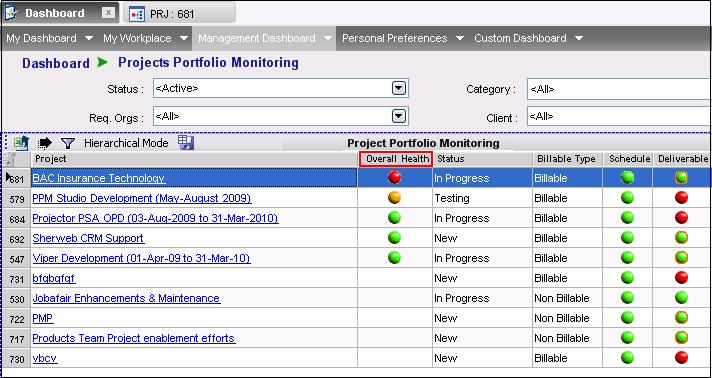 Dashboard PRJ : 681
My Dashboard My Workplace Management Dashboard Personal Preferences Custom Dashboard
Dashboard Projects Portfolio Monitoring
Status : <Active> Category : <All>
Req. Orgs : <All> Client : <All>
Hierarchical Mode Project Portfolio Monitoring
Project Overall Health Status Billable Type Schedule Deliverable
681 BAC Insurance Technology In Progress Billable
579 PPM Studio Development (May-August 2009) Testing Billable
684 Projector PSA OPD (03-Aug-2009 to 31-Mar-2010) In Progress Billable
692 Sherweb CRM Support New Billable
547 Viper Development (01-Apr-09 to 31-Mar-10) In Progress Billable
731 bfgbgfgf New Billable
530 Jobafair Enhancements & Maintenance In Progress Non Billable
722 PMP New Non Billable
717 Products Team Project enablement efforts New Non Billable
730 vbcv New Billable